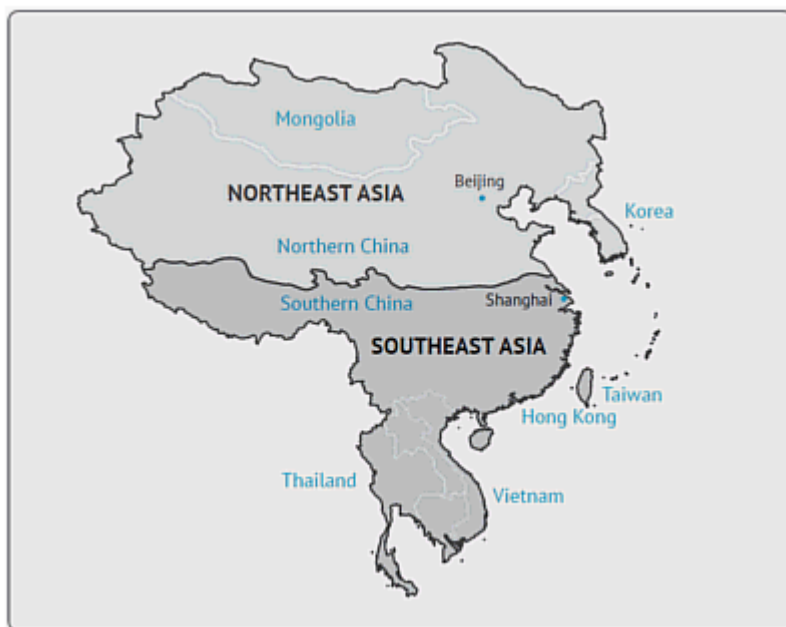 Mongolia
Beijing
NORTHEAST ASIA
Korea
Northern China
Southern China
Shanghai
SOUTHEAST ASIA
Taiwan
Hong Kong
Thailand
Vietnam